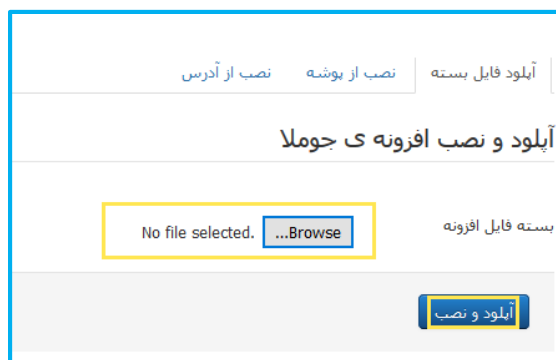 آپلود فایل بسته نصب از پوشه نصب از آدرس
آپلود و نصب افزونه ی جوملا
بسته فایل افزونه Browse... No file selected.
آپلود و نصب